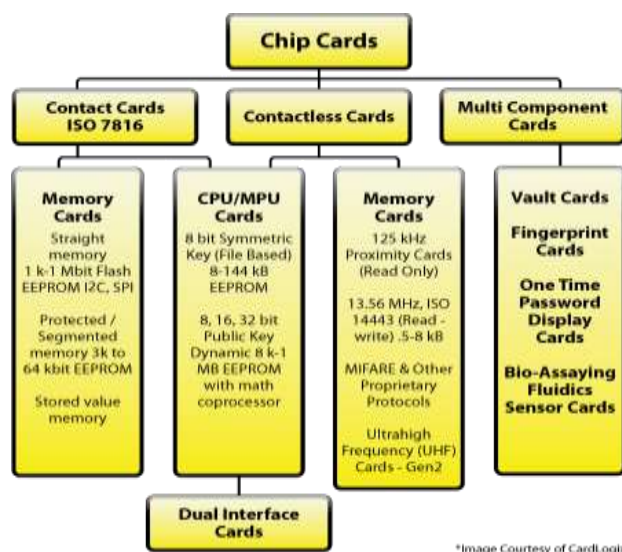 Chip Cards
Contact Cards
ISO 7816
Contactless Cards
Multi Component
Cards
Memory
Cards
Straight
memory
1 k-1 Mbit Flash
EEPROM I2C, SPI
Protected /
Segmented
memory 3k to
64 kbit EEPROM
Stored value
memory
CPU/MPU
Cards
8 bit Symmetric
Key (File Based)
8-144 kB
EEPROM
8, 16, 32 bit
Public Key
Dynamic 8 k-1
MB EEPROM
with math
coprocessor
Memory
Cards
125 kHz
Proximity Cards
(Read Only)
13.56 MHz, ISO
14443 (Read -
write) .5-8 kB
MIFARE & Other
Proprietary
Protocols
Ultrahigh
Frequency (UHF)
Cards - Gen2
Vault Cards
Fingerprint
Cards
One Time
Password
Display
Cards
Bio-Assaying
Fluidics
Sensor Cards
Dual Interface
Cards
*Image Courtesy of CardLogi